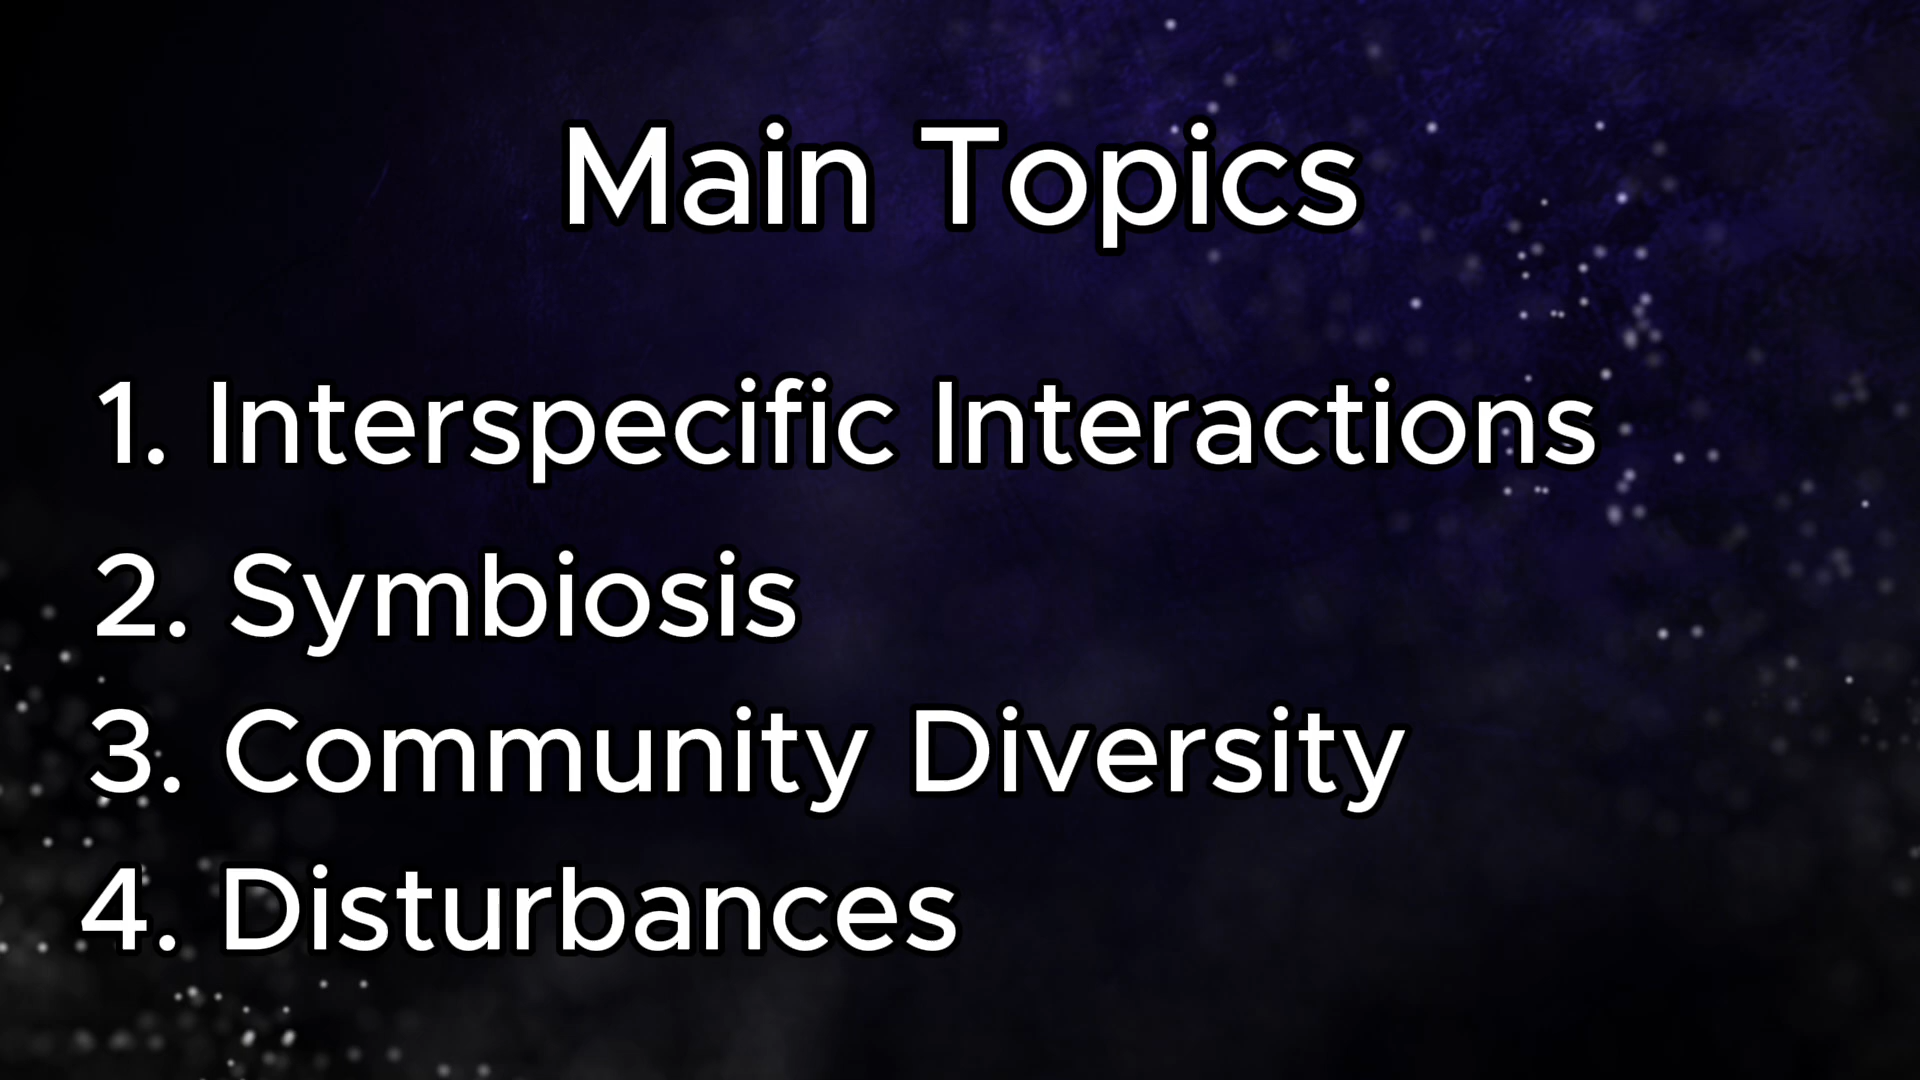 Main Topics
1. Interspecific Interactions
2. Symbiosis
3. Community Diversity
4. Disturbances